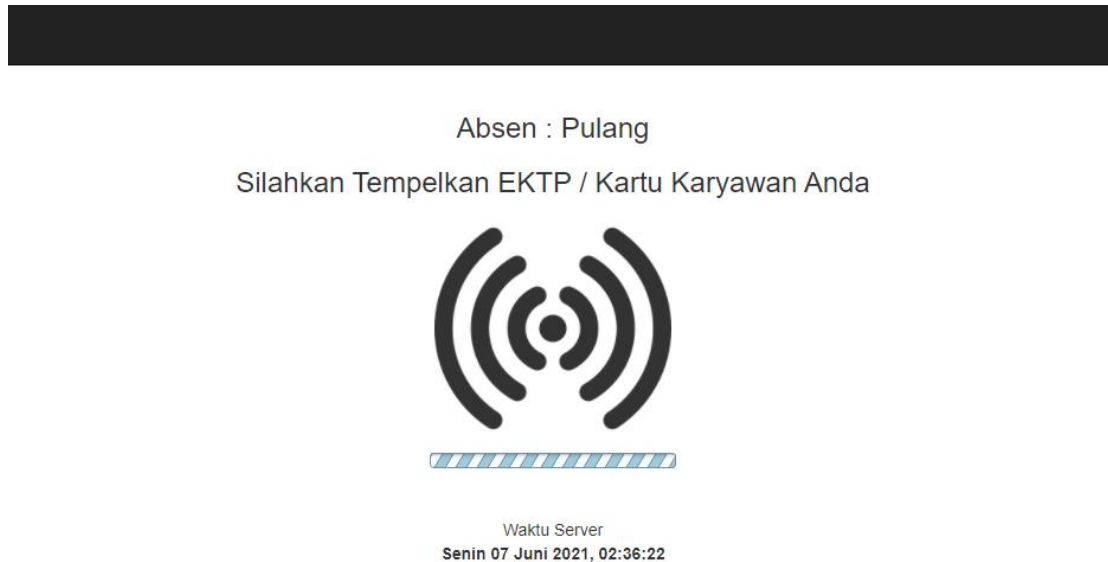 Absen : Pulang
Silahkan Tempelkan EKTP / Kartu Karyawan Anda
Waktu Server
Senin 07 Juni 2021, 02:36:22